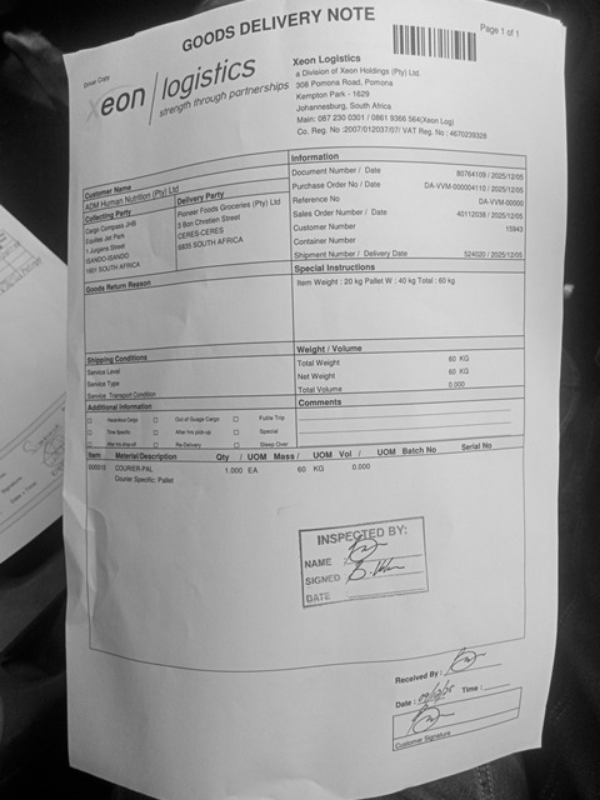 GOODS DELIVERY NOTE
Page 1 of 1
Driver Copy
xeon logistics
strength through partnerships
Xeon Logistics
a Division of Xeon Holdings (Pty) Ltd.
306 Pomona Road, Pomona
Kempton Park - 1629
Johannesburg, South Africa
Main: 087 230 0301 / 0861 9366 564(Xeon Log)
Co. Reg. No :2007/012037/07/ VAT Reg. No : 4670239328
Customer Name
ADM Human Nutrition (Pty) Ltd
Collecting Party
Cargo Compass JHB
Equites Jet Park
1 Jurgens Street
ISANDO-ISANDO
1601 SOUTH AFRICA
Delivery Party
Pioneer Foods Groceries (Pty) Ltd
3 Bon Chretien Street
CERES-CERES
6835 SOUTH AFRICA
Information
Document Number / Date 80764109 / 2025/12/05
Purchase Order No / Date DA-VVM-000004110 / 2025/12/05
Reference No DA-VVM-00000
Sales Order Number / Date 40112038 / 2025/12/05
Customer Number 15943
Container Number
Shipment Number / Delivery Date 524020 / 2025/12/05
Goods Return Reason
Special Instructions
Item Weight : 20 kg Pallet W : 40 kg Total : 60 kg
Shipping Conditions
Service Level
Service Type
Service Transport Condition
Weight / Volume
Total Weight 60 KG
Net Weight 60 KG
Total Volume 0.000
Additional Information
Hazardous Cargo Out of Guage Cargo Futile Trip
Time Specific After hrs pick-up Special
After hrs drop-off Re-Delivery Sleep Over
Comments
Item Material/Description Qty / UOM Mass / UOM Vol / UOM Batch No Serial No
000010 COURIER-PAL 1.000 EA 60 KG 0.000
Courier Specific: Pallet
INSPECTED BY:
NAME
SIGNED
DATE
Received By :
Date : 09/12/25 Time :
Customer Signature